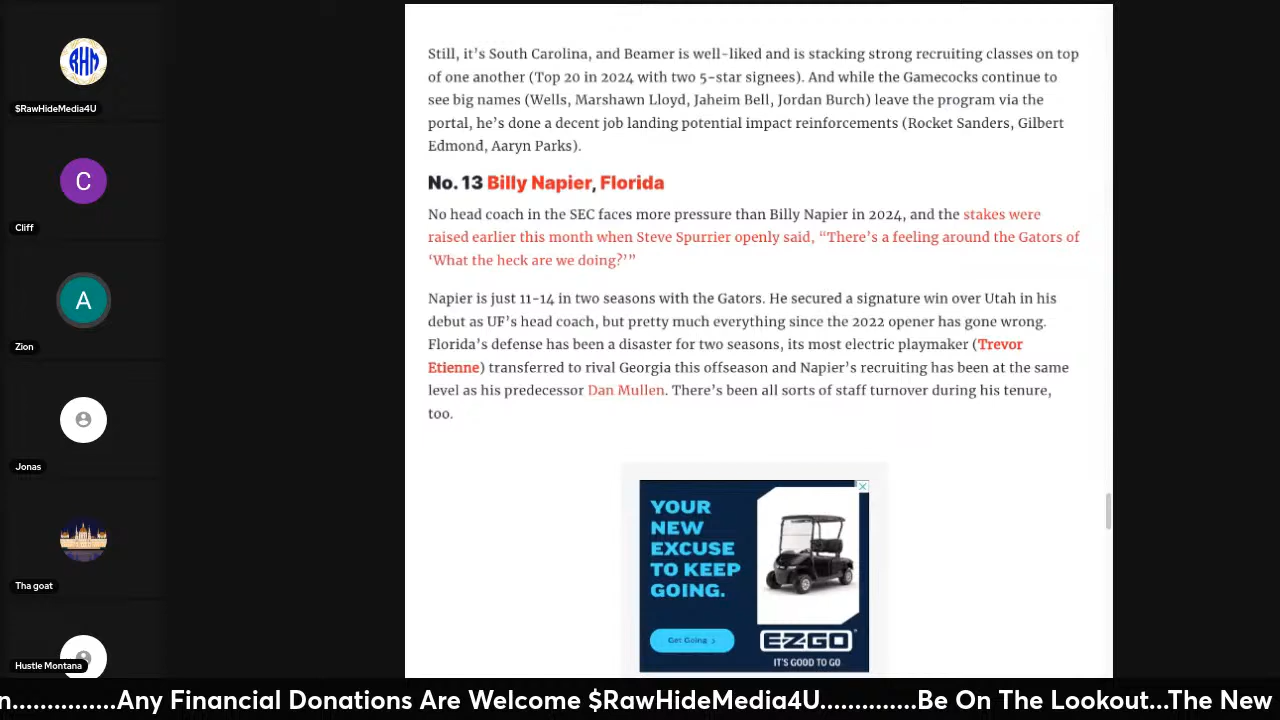 RHM
$RawHideMedia4U
C
Cliff
A
Zion
Jonas
Tha goat
Hustle Montana
Still, it's South Carolina, and Beamer is well-liked and is stacking strong recruiting classes on top
of one another (Top 20 in 2024 with two 5-star signees). And while the Gamecocks continue to
see big names (Wells, Marshawn Lloyd, Jaheim Bell, Jordan Burch) leave the program via the
portal, he's done a decent job landing potential impact reinforcements (Rocket Sanders, Gilbert
Edmond, Aaryn Parks).
No. 13 Billy Napier, Florida
No head coach in the SEC faces more pressure than Billy Napier in 2024, and the stakes were
raised earlier this month when Steve Spurrier openly said, “There's a feeling around the Gators of
‘What the heck are we doing?’”
Napier is just 11-14 in two seasons with the Gators. He secured a signature win over Utah in his
debut as UF's head coach, but pretty much everything since the 2022 opener has gone wrong.
Florida's defense has been a disaster for two seasons, its most electric playmaker (Trevor
Etienne) transferred to rival Georgia this offseason and Napier's recruiting has been at the same
level as his predecessor Dan Mullen. There's been all sorts of staff turnover during his tenure,
too.
YOUR
NEW
EXCUSE
TO KEEP
GOING.
Get Going >
EZGO
IT'S GOOD TO GO
n...............Any Financial Donations Are Welcome $RawHideMedia4U..............Be On The Lookout...The New